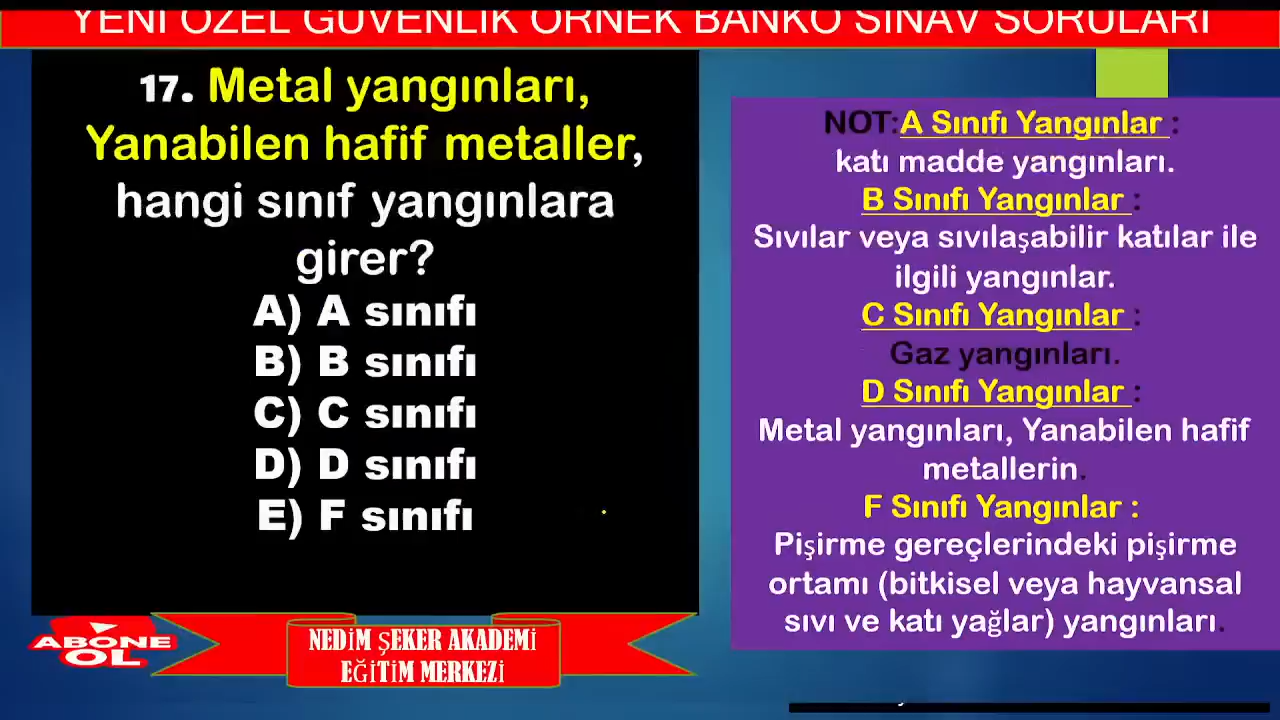 YENİ ÖZEL GÜVENLİK ÖRNEK BANKO SINAV SORULARI
17. Metal yangınları,
Yanabilen hafif metaller,
hangi sınıf yangınlara
girer?
A) A sınıfı
B) B sınıfı
C) C sınıfı
D) D sınıfı
E) F sınıfı
NOT:A Sınıfı Yangınlar :
katı madde yangınları.
B Sınıfı Yangınlar :
Sıvılar veya sıvılaşabilir katılar ile
ilgili yangınlar.
C Sınıfı Yangınlar :
Gaz yangınları.
D Sınıfı Yangınlar :
Metal yangınları, Yanabilen hafif
metallerin.
F Sınıfı Yangınlar :
Pişirme gereçlerindeki pişirme
ortamı (bitkisel veya hayvansal
sıvı ve katı yağlar) yangınları.
ABONE
OL
NEDİM ŞEKER AKADEMİ
EĞİTİM MERKEZİ